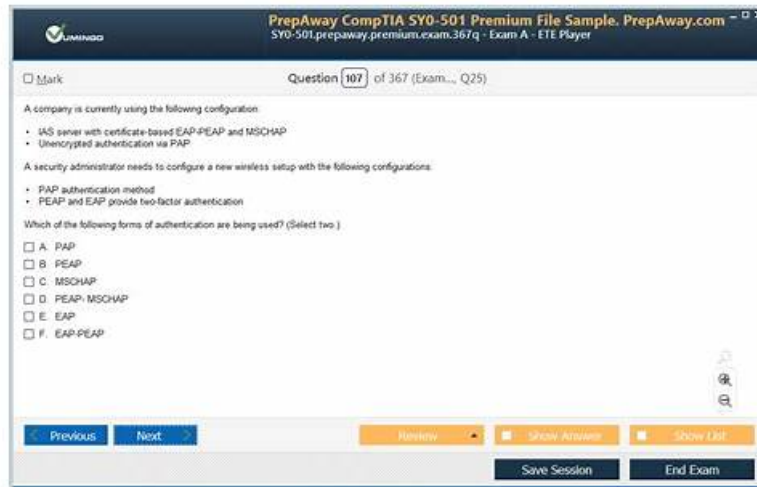 PrepAway CompTIA SY0-501 Premium File Sample. PrepAway.com
VUMINGO
SY0-501.prepaway.premium.exam.367q - Exam A - ETE Player
Mark
Question 107 of 367 (Exam..., Q25)
A company is currently using the following configuration:
• IAS server with certificate-based EAP-PEAP and MSCHAP
• Unencrypted authentication via PAP
A security administrator needs to configure a new wireless setup with the following configurations:
• PAP authentication method
• PEAP and EAP provide two-factor authentication
Which of the following forms of authentication are being used? (Select two.)
A. PAP
B. PEAP
C. MSCHAP
D. PEAP- MSCHAP
E. EAP
F. EAP-PEAP
Previous Next Review Show Answer Show List
Save Session End Exam